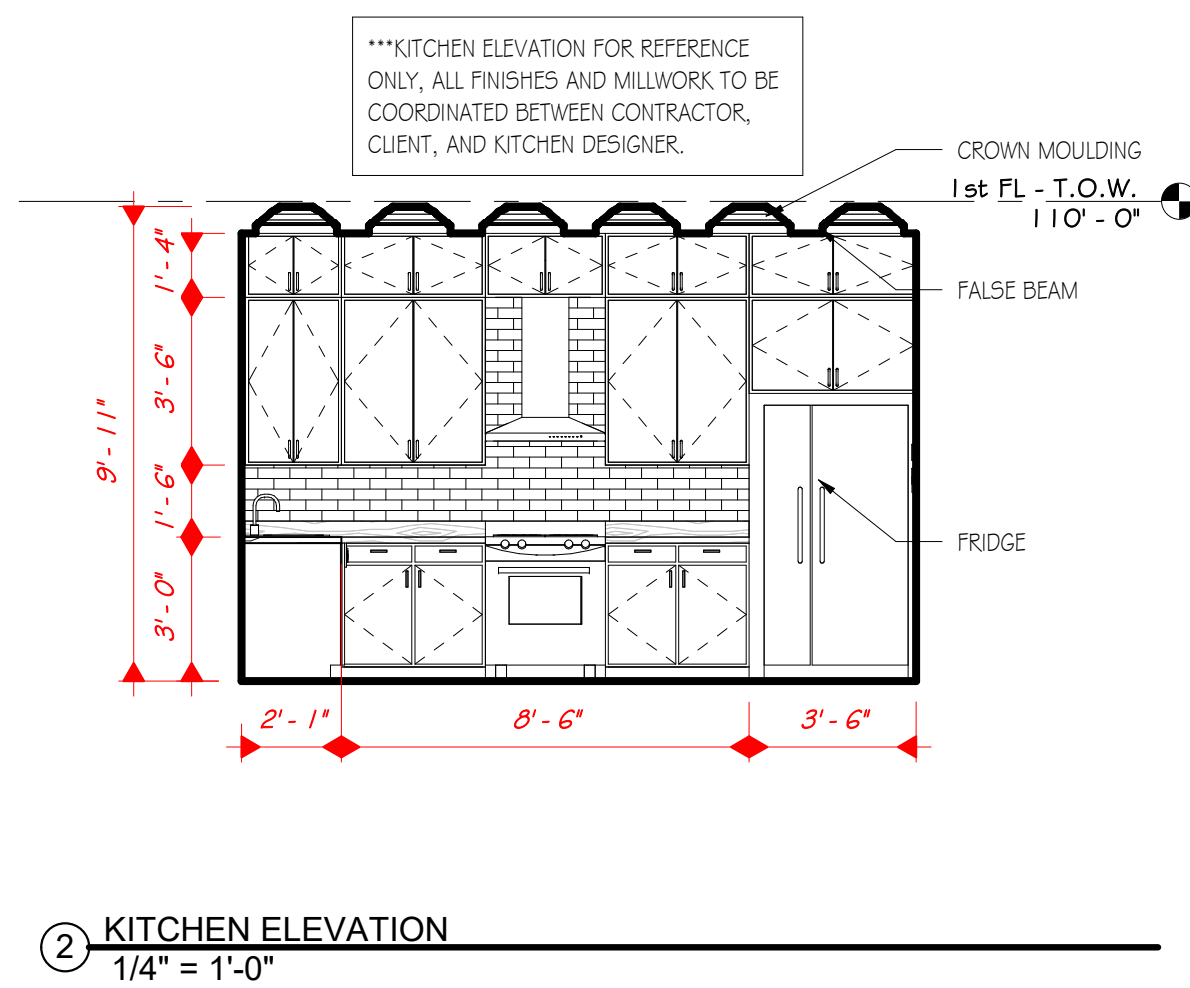 ***KITCHEN ELEVATION FOR REFERENCE
ONLY, ALL FINISHES AND MILLWORK TO BE
COORDINATED BETWEEN CONTRACTOR,
CLIENT, AND KITCHEN DESIGNER.
CROWN MOULDING
1st FL - T.O.W.
110' - 0"
FALSE BEAM
FRIDGE
9' - 11"
1' - 4"
3' - 6"
1' - 6"
3' - 0"
2' - 1"
8' - 6"
3' - 6"
2
KITCHEN ELEVATION
1/4" = 1'-0"